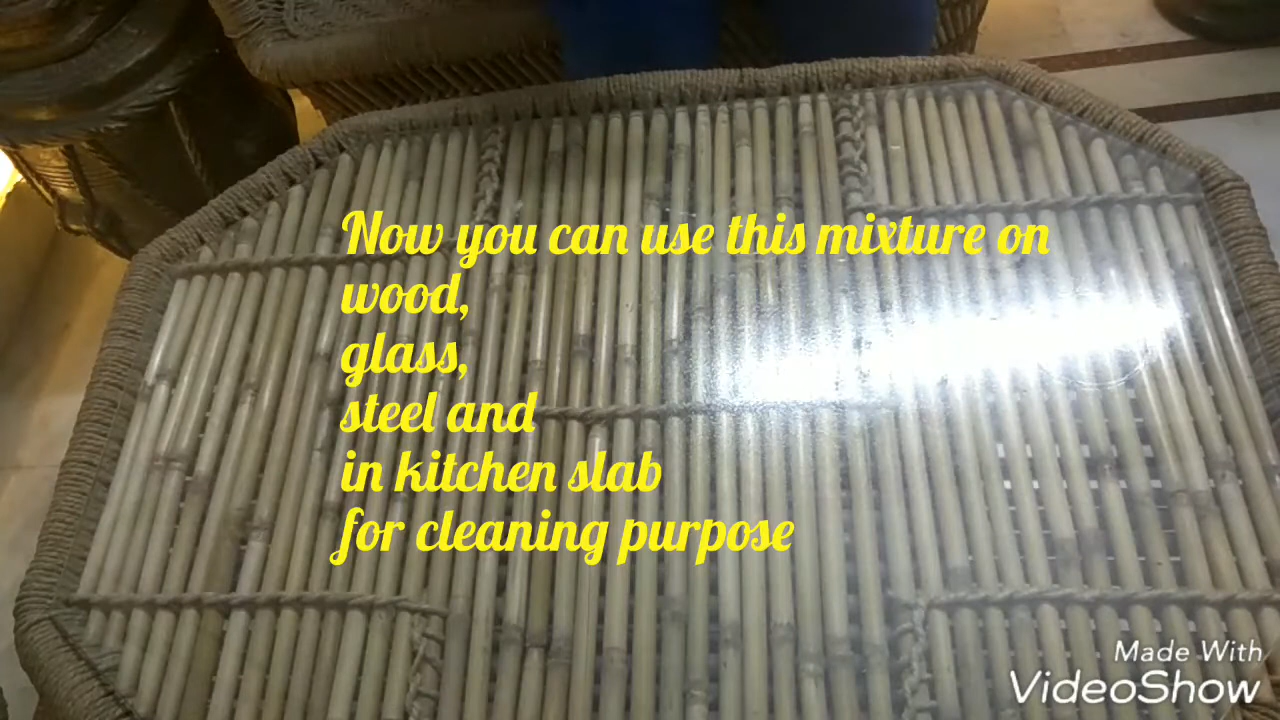 Now you can use this mixture on
wood,
glass,
steel and
in kitchen slab
for cleaning purpose
Made With
VideoShow